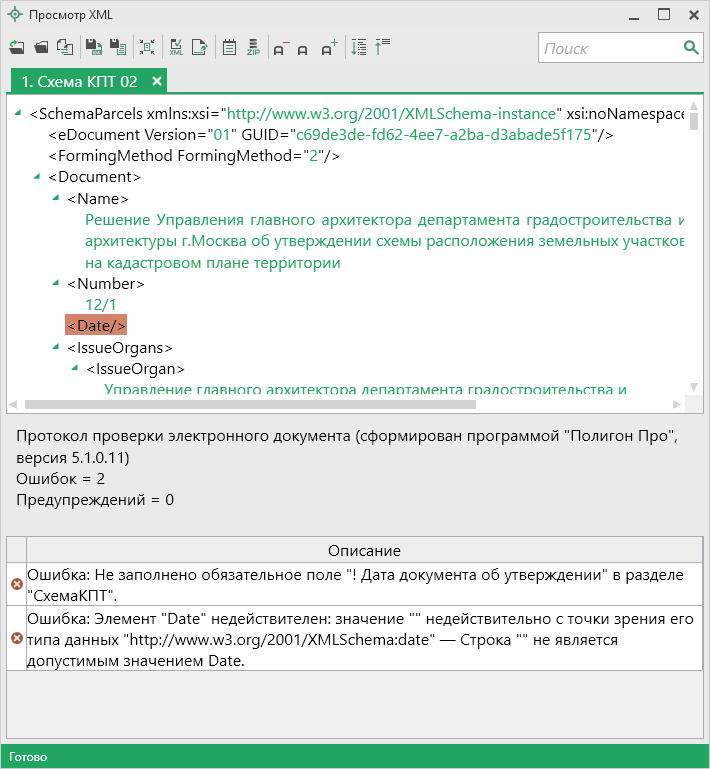 Просмотр XML
XML
XML
ZIP
A
A
A
Поиск
1. Схема КПТ 02
<SchemaParcels xmlns:xsi="http://www.w3.org/2001/XMLSchema-instance" xsi:noNamespace
<eDocument Version="01" GUID="c69de3de-fd62-4ee7-a2ba-d3abade5f175"/>
<FormingMethod FormingMethod="2"/>
<Document>
<Name>
Решение Управления главного архитектора департамента градостроительства и
архитектуры г.Москва об утверждении схемы расположения земельных участков
на кадастровом плане территории
<Number>
12/1
<Date/>
<IssueOrgans>
<IssueOrgan>
Управление главного архитектора департамента градостроительства и
Протокол проверки электронного документа (сформирован программой "Полигон Про",
версия 5.1.0.11)
Ошибок = 2
Предупреждений = 0
Описание
Ошибка: Не заполнено обязательное поле "! Дата документа об утверждении" в разделе
"СхемаКПТ".
Ошибка: Элемент "Date" недействителен: значение "" недействительно с точки зрения его
типа данных "http://www.w3.org/2001/XMLSchema:date" — Строка "" не является
допустимым значением Date.
Готово